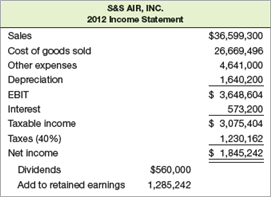 S&S AIR, INC.
2012 Income Statement
Sales $36,599,300
Cost of goods sold 26,669,496
Other expenses 4,641,000
Depreciation 1,640,200
EBIT $ 3,648,604
Interest 573,200
Taxable income $ 3,075,404
Taxes (40%) 1,230,162
Net income $ 1,845,242
Dividends $560,000
Add to retained earnings 1,285,242